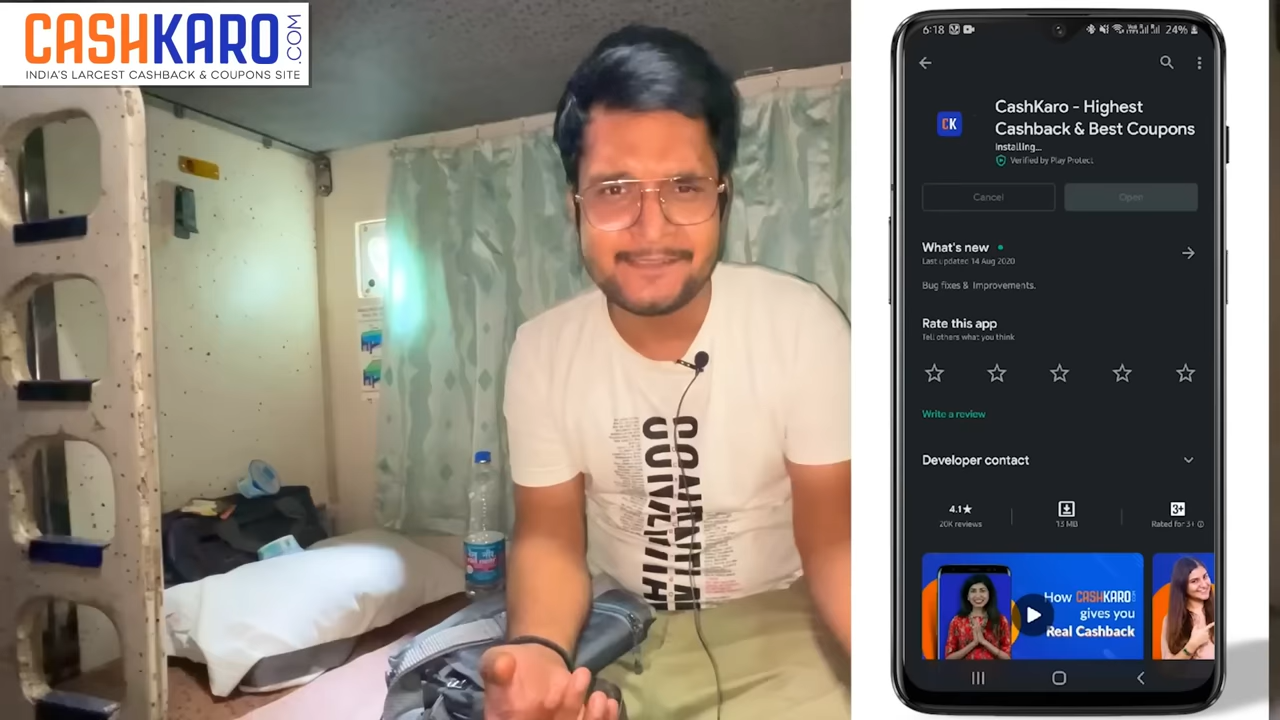 CASHKARO.COM
INDIA'S LARGEST CASHBACK & COUPONS SITE
6:18
24%
CashKaro - Highest
Cashback & Best Coupons
Installing...
Verified by Play Protect
Cancel
Open
What's new
Last updated 14 Aug 2020
Bug fixes & Improvements.
Rate this app
Tell others what you think
Write a review
Developer contact
4.1★
20K reviews
13 MB
3+
Rated for 3+
How CASHKARO
gives you
Real Cashback
CK
hp
hp